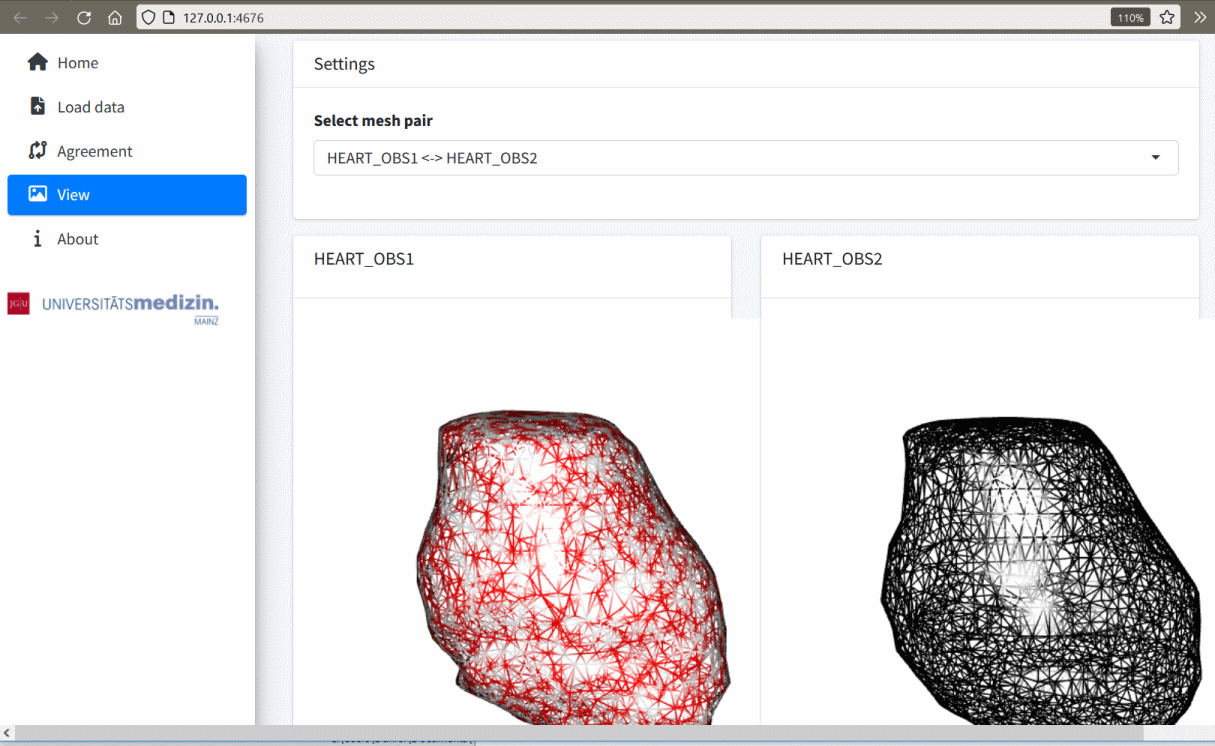 127.0.0.1:4676
110%
Home
Load data
Agreement
View
About
JG|U
UNIVERSITÄTSmedizin.
MAINZ
Settings
Select mesh pair
HEART_OBS1 <-> HEART_OBS2
HEART_OBS1
HEART_OBS2